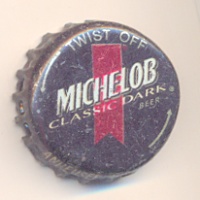 TWIST OFF
MICHELOB
CLASSIC DARK
BEER